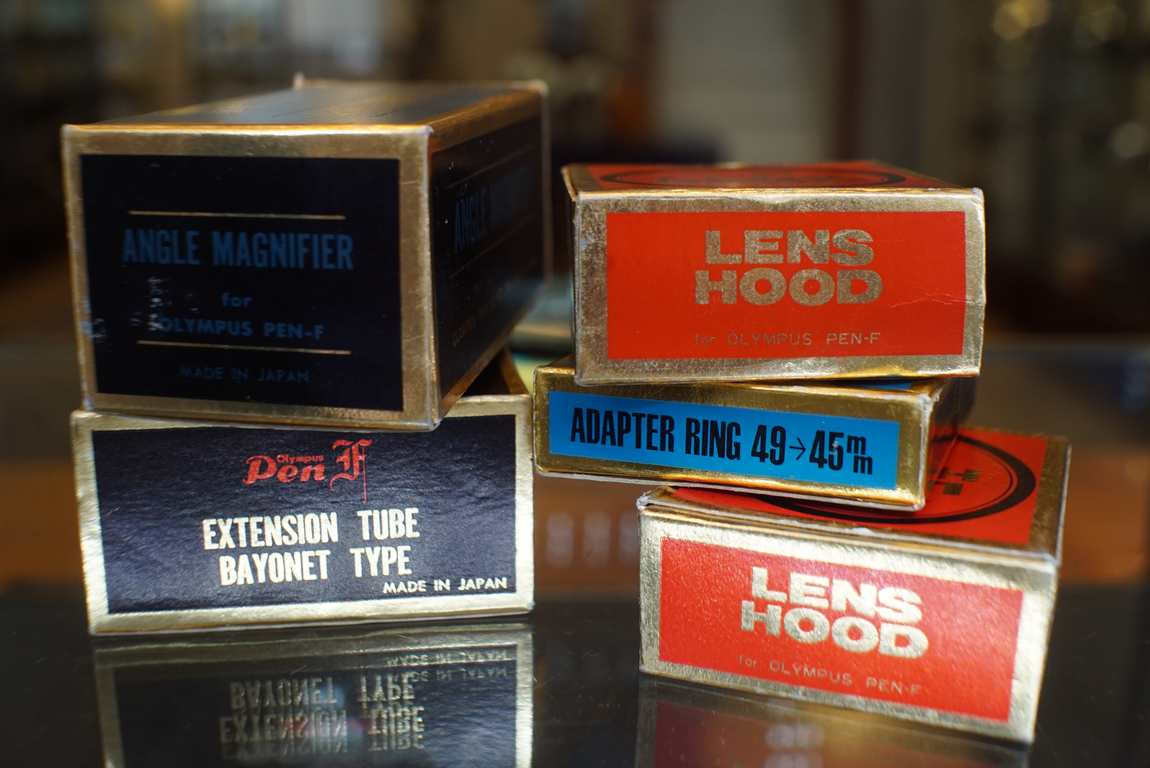 ANGLE MAGNIFIER
for
OLYMPUS PEN-F
MADE IN JAPAN
Olympus
Pen F
EXTENSION TUBE
BAYONET TYPE
MADE IN JAPAN
LENS
HOOD
for OLYMPUS PEN-F
ADAPTER RING 49→45mm
LENS
HOOD
for OLYMPUS PEN-F